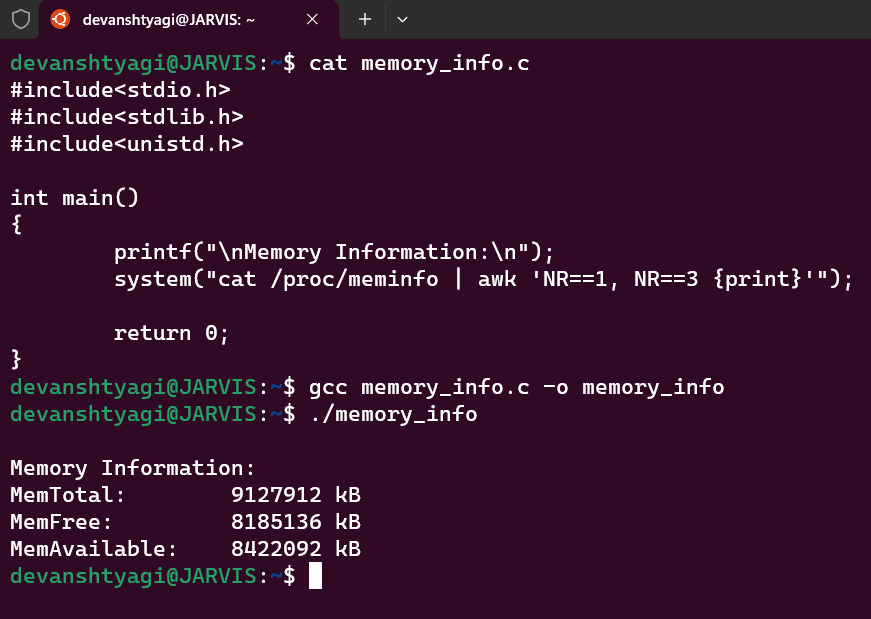 devanshtyagi@JARVIS: ~
devanshtyagi@JARVIS:~$ cat memory_info.c
#include<stdio.h>
#include<stdlib.h>
#include<unistd.h>

int main()
{
        printf("\nMemory Information:\n");
        system("cat /proc/meminfo | awk 'NR==1, NR==3 {print}'");

        return 0;
}
devanshtyagi@JARVIS:~$ gcc memory_info.c -o memory_info
devanshtyagi@JARVIS:~$ ./memory_info

Memory Information:
MemTotal:        9127912 kB
MemFree:         8185136 kB
MemAvailable:    8422092 kB
devanshtyagi@JARVIS:~$